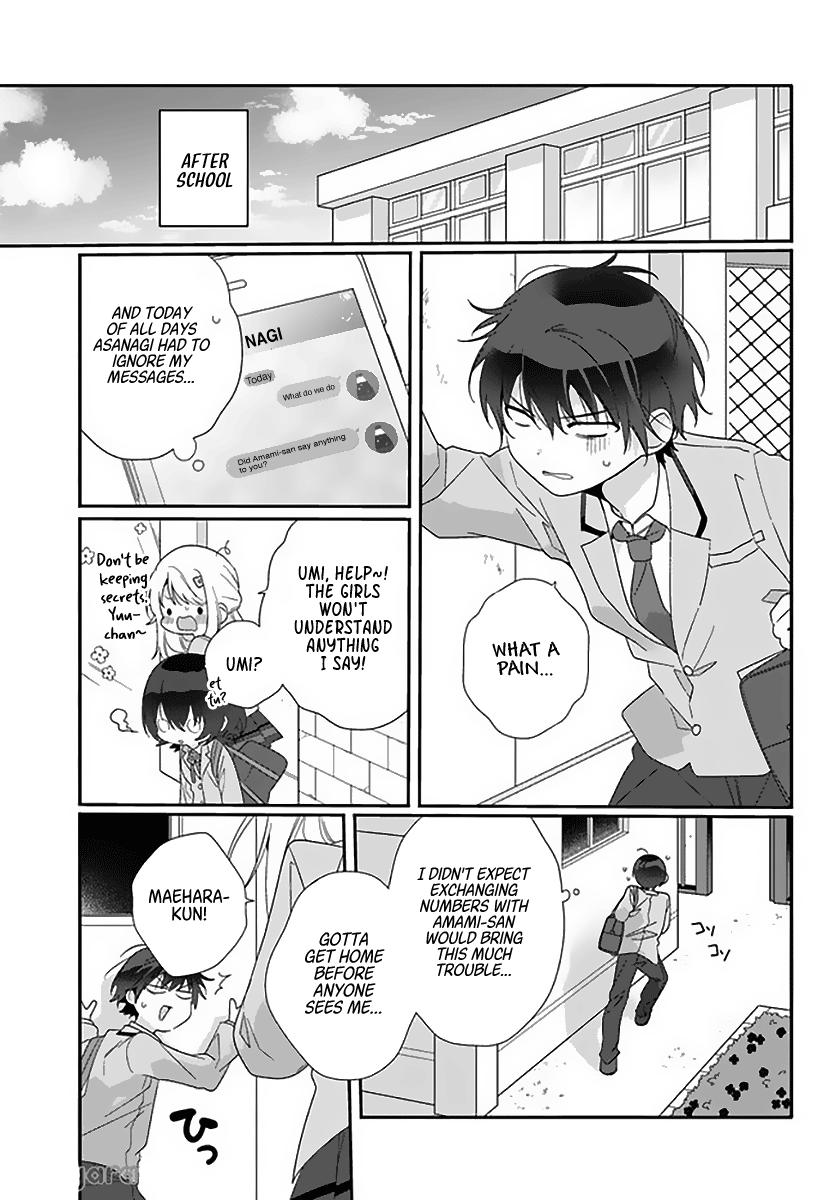 AFTER
SCHOOL
WHAT A
PAIN...
AND TODAY
OF ALL DAYS
ASANAGI HAD TO
IGNORE MY
MESSAGES...
NAGI
Today
What do we do
Did Amami-san say anything
to you?
UMI, HELP~!
THE GIRLS
WON'T
UNDERSTAND
ANYTHING
I SAY!
UMI?
et
tu?
Don't be
keeping
secrets,
Yuu-
chan~
I DIDN'T EXPECT
EXCHANGING
NUMBERS WITH
AMAMI-SAN
WOULD BRING
THIS MUCH
TROUBLE...
コソ
コソ
GOTTA
GET HOME
BEFORE
ANYONE
SEES ME...
MAEHARA-
KUN!
ひっ